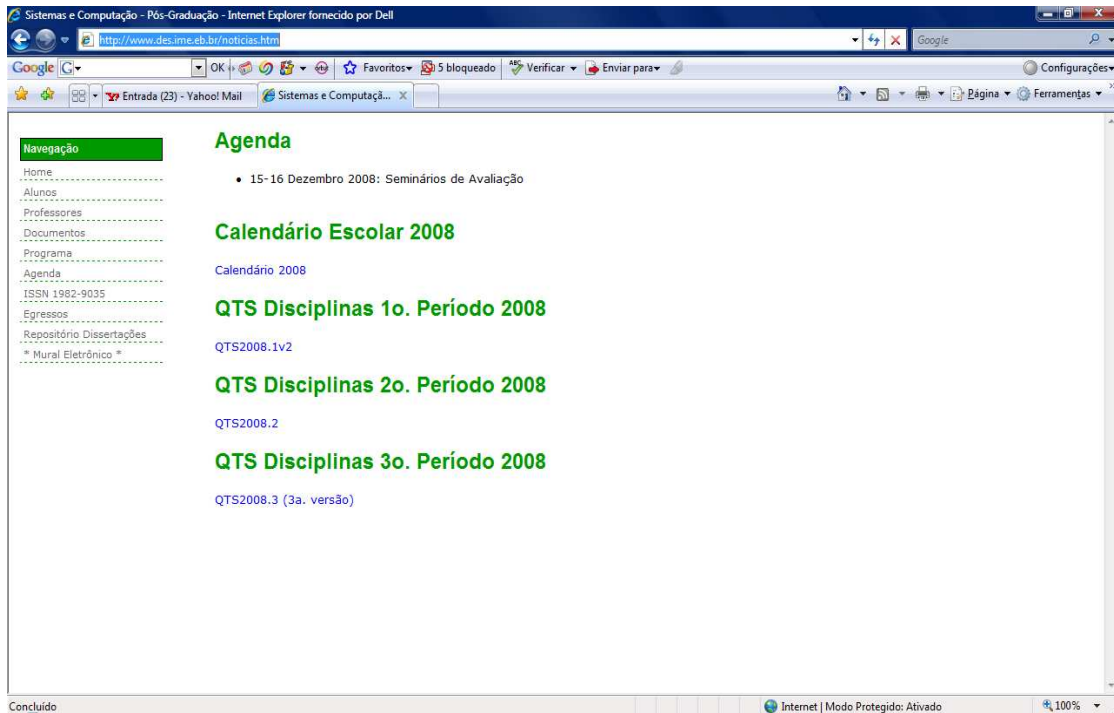 Sistemas e Computação - Pós-Graduação - Internet Explorer fornecido por Dell
http://www.des.ime.eb.br/noticias.htm
Google
Google G
OK
Favoritos
5 bloqueado
ABC Verificar
Enviar para
Configurações
Entrada (23) - Yahoo! Mail
Sistemas e Computaçã... X
Página
Ferramentas
Navegação
Home
Alunos
Professores
Documentos
Programa
Agenda
ISSN 1982-9035
Egressos
Repositório Dissertações
* Mural Eletrônico *
Agenda
15-16 Dezembro 2008: Seminários de Avaliação
Calendário Escolar 2008
Calendário 2008
QTS Disciplinas 1o. Período 2008
QTS2008.1v2
QTS Disciplinas 2o. Período 2008
QTS2008.2
QTS Disciplinas 3o. Período 2008
QTS2008.3 (3a. versão)
Concluído
Internet | Modo Protegido: Ativado
100%